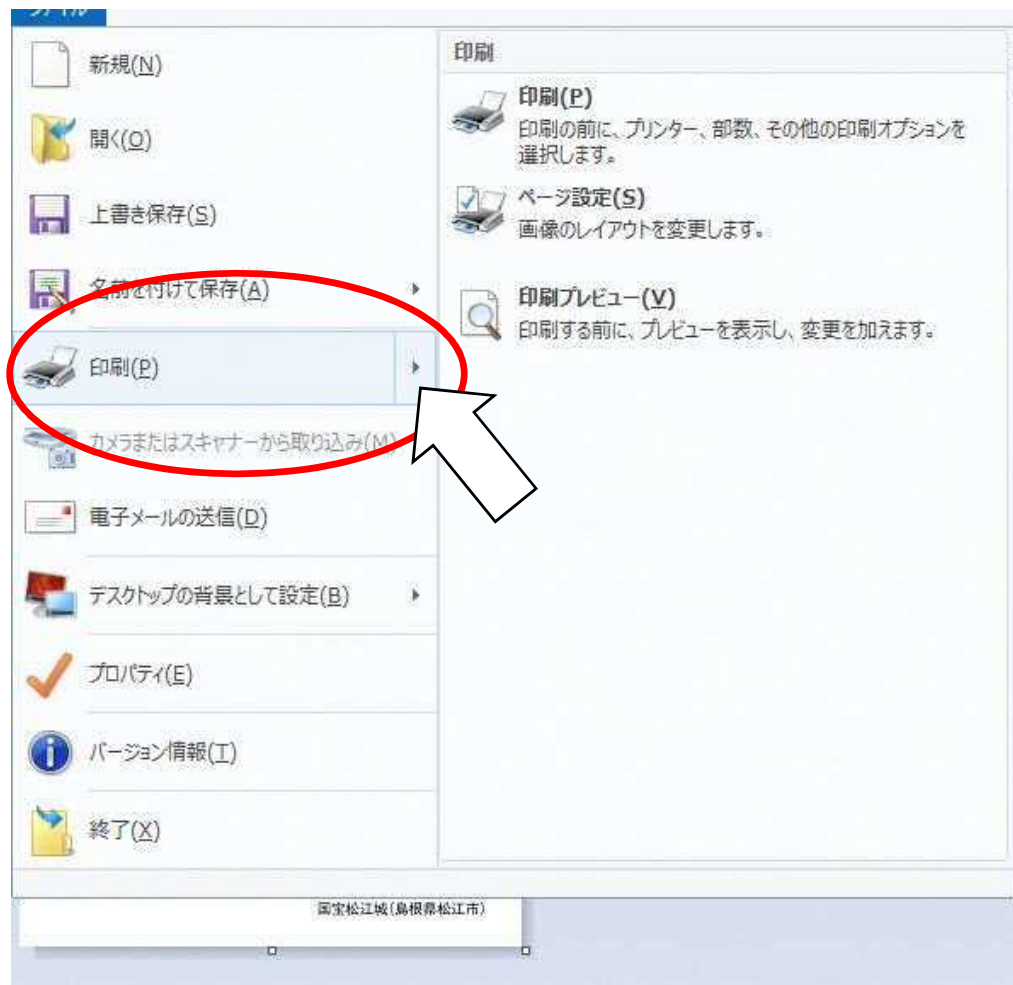 ファイル
新規(N)
開く(O)
上書き保存(S)
名前を付けて保存(A)
印刷(P)
カメラまたはスキャナーから取り込み(M)
電子メールの送信(D)
デスクトップの背景として設定(B)
プロパティ(E)
バージョン情報(T)
終了(X)
印刷
印刷(P)
印刷の前に、プリンター、部数、その他の印刷オプションを
選択します。
ページ設定(S)
画像のレイアウトを変更します。
印刷プレビュー(V)
印刷する前に、プレビューを表示し、変更を加えます。
国宝松江城(島根県松江市)